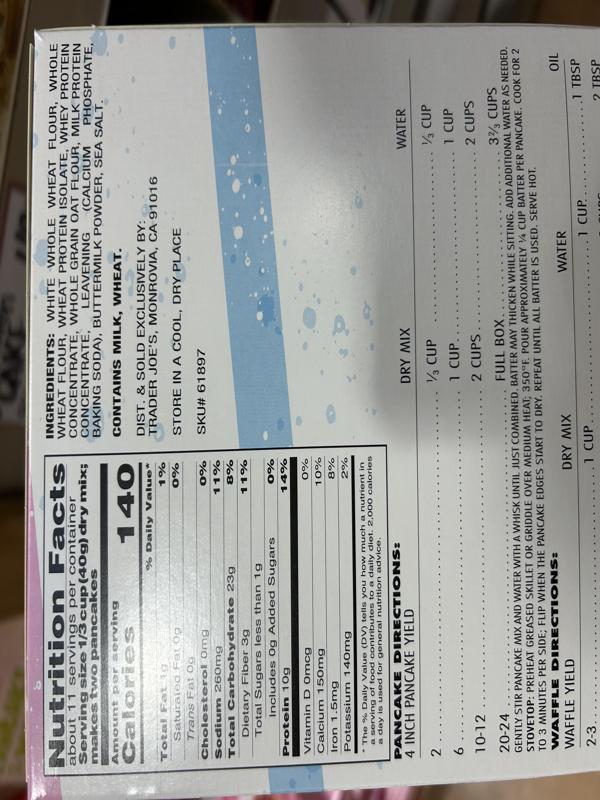 Nutrition Facts
about 11 servings per container
Serving size 1/3cup(40g)dry mix;
makes two pancakes
Amount per serving
Calories 140
% Daily Value*
Total Fat 1g 1%
Saturated Fat 0g 0%
Trans Fat 0g
Cholesterol 0mg 0%
Sodium 260mg 11%
Total Carbohydrate 23g 8%
Dietary Fiber 3g 11%
Total Sugars less than 1g
Includes 0g Added Sugars 0%
Protein 10g 14%
Vitamin D 0mcg 0%
Calcium 150mg 10%
Iron 1.5mg 8%
Potassium 140mg 2%
* The % Daily Value (DV) tells you how much a nutrient in
a serving of food contributes to a daily diet. 2,000 calories
a day is used for general nutrition advice.
INGREDIENTS: WHITE WHOLE WHEAT FLOUR, WHOLE
WHEAT FLOUR, WHEAT PROTEIN ISOLATE, WHEY PROTEIN
CONCENTRATE, WHOLE GRAIN OAT FLOUR, MILK PROTEIN
CONCENTRATE, LEAVENING (CALCIUM PHOSPHATE,
BAKING SODA), BUTTERMILK POWDER, SEA SALT.
CONTAINS MILK, WHEAT.
DIST. & SOLD EXCLUSIVELY BY:
TRADER JOE'S, MONROVIA, CA 91016
STORE IN A COOL, DRY PLACE
SKU# 61897
PANCAKE DIRECTIONS:
4 INCH PANCAKE YIELD DRY MIX WATER
2 ........ 1/3 CUP ........ 1/3 CUP
6 ........ 1 CUP ........ 1 CUP
10-12 ........ 2 CUPS ........ 2 CUPS
20-24 ........ FULL BOX ........ 3 2/3 CUPS
GENTLY STIR PANCAKE MIX AND WATER WITH A WHISK UNTIL JUST COMBINED. BATTER MAY THICKEN WHILE SITTING. ADD ADDITIONAL WATER AS NEEDED.
STOVETOP: PREHEAT GREASED SKILLET OR GRIDDLE OVER MEDIUM HEAT; 350°F. POUR APPROXIMATELY 1/4 CUP BATTER PER PANCAKE. COOK FOR 2
TO 3 MINUTES PER SIDE; FLIP WHEN THE PANCAKE EDGES START TO DRY. REPEAT UNTIL ALL BATTER IS USED. SERVE HOT.
WAFFLE DIRECTIONS:
WAFFLE YIELD DRY MIX WATER OIL
2-3 ........ 1 CUP ........ 1 CUP ........ 1 TBSP
2 TBSP